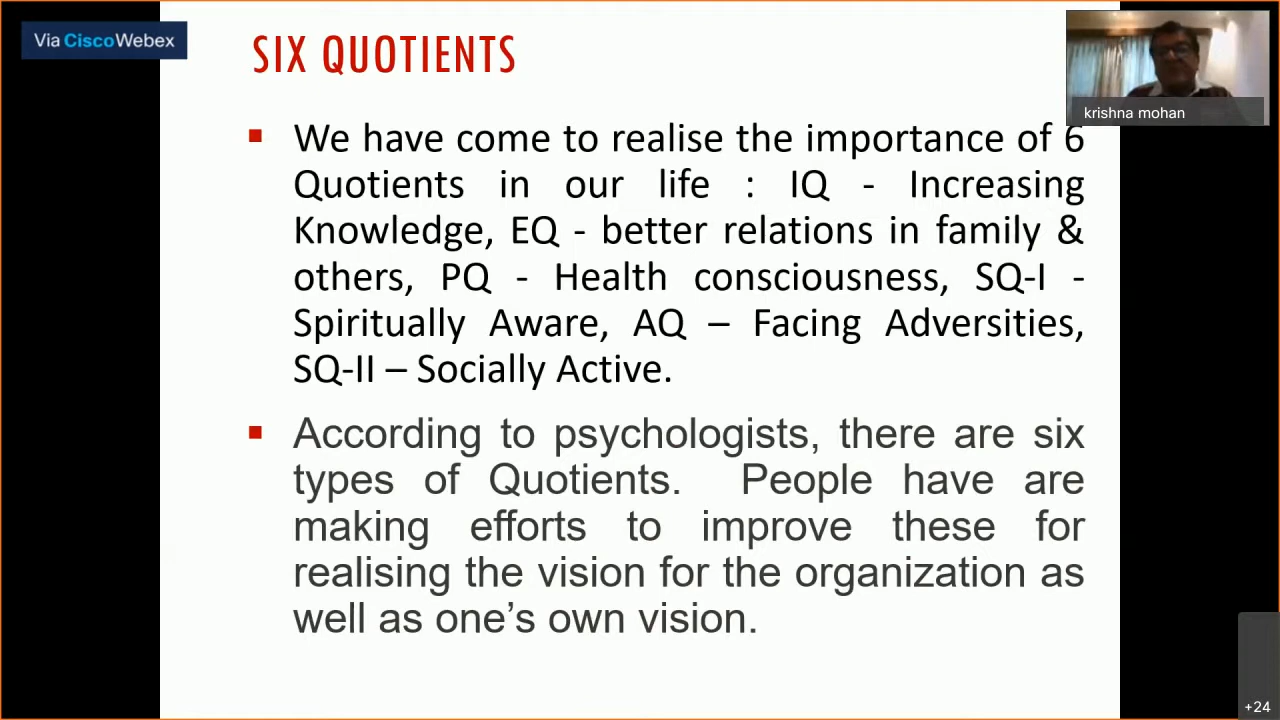 Via Cisco Webex
SIX QUOTIENTS
krishna mohan
We have come to realise the importance of 6
Quotients in our life : IQ - Increasing
Knowledge, EQ - better relations in family &
others, PQ - Health consciousness, SQ-I -
Spiritually Aware, AQ – Facing Adversities,
SQ-II – Socially Active.
According to psychologists, there are six
types of Quotients. People have are
making efforts to improve these for
realising the vision for the organization as
well as one’s own vision.
+24